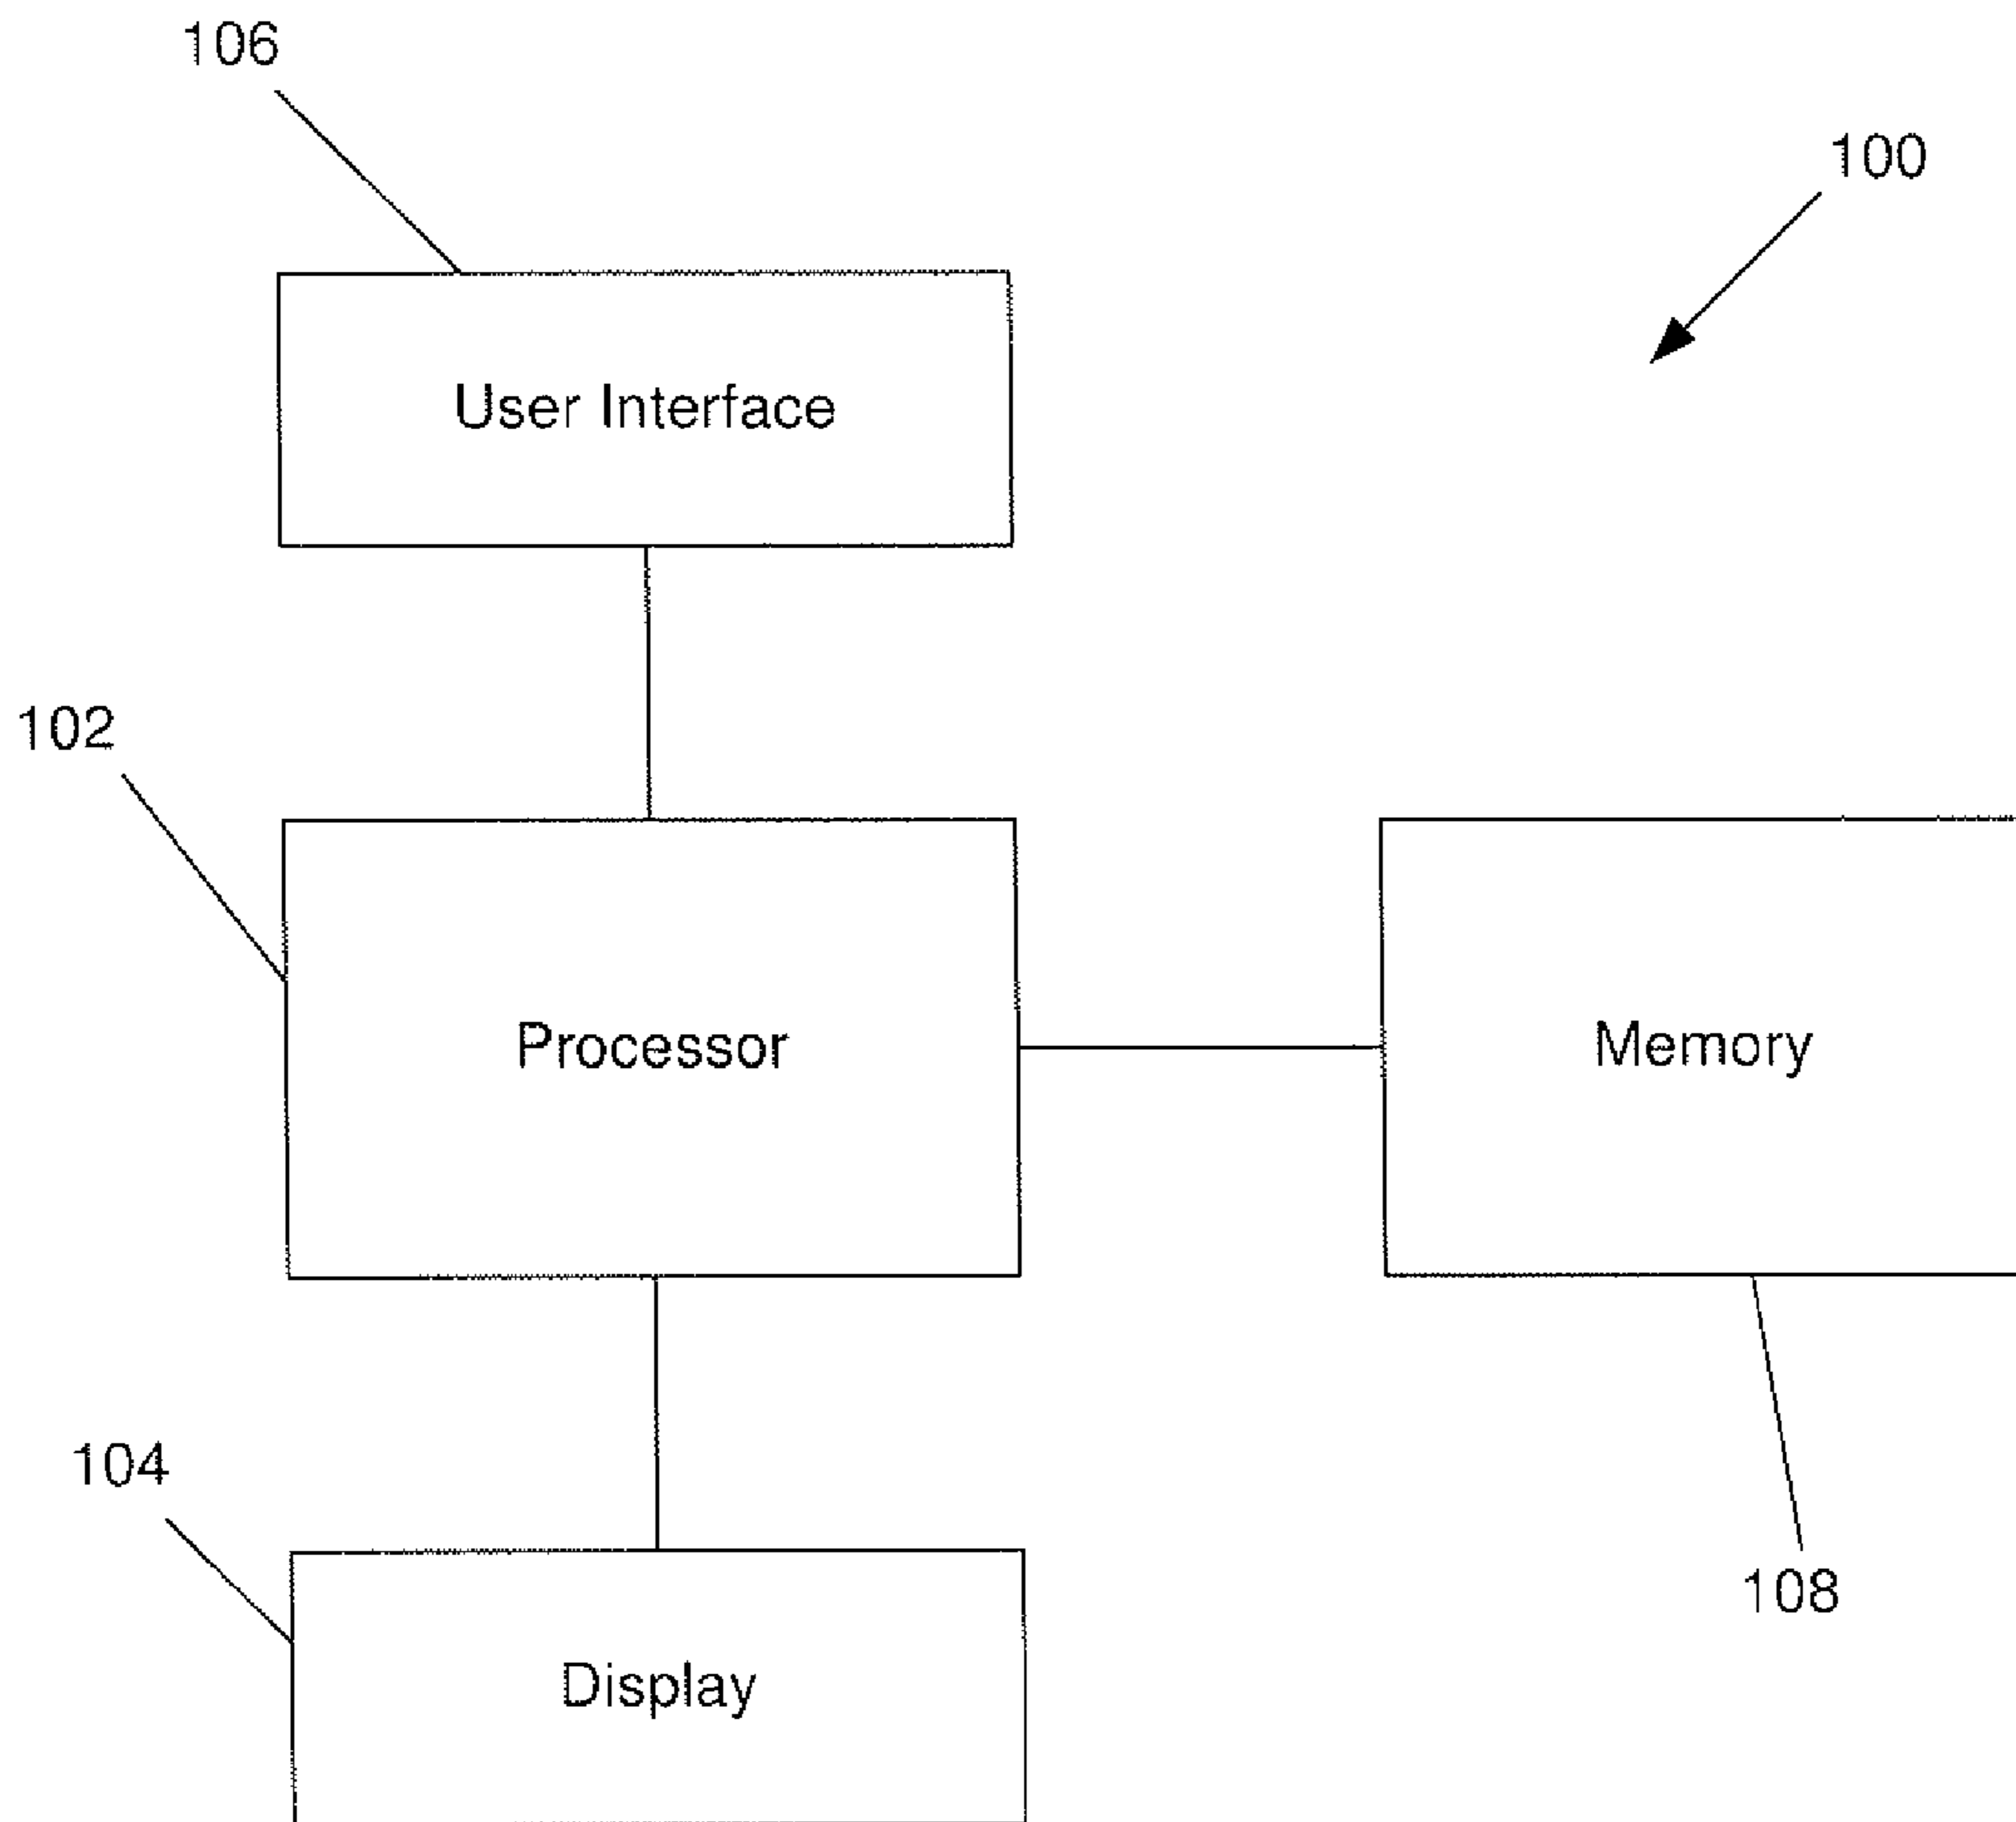 106
100
User Interface
102
Processor
Memory
104
108
Display